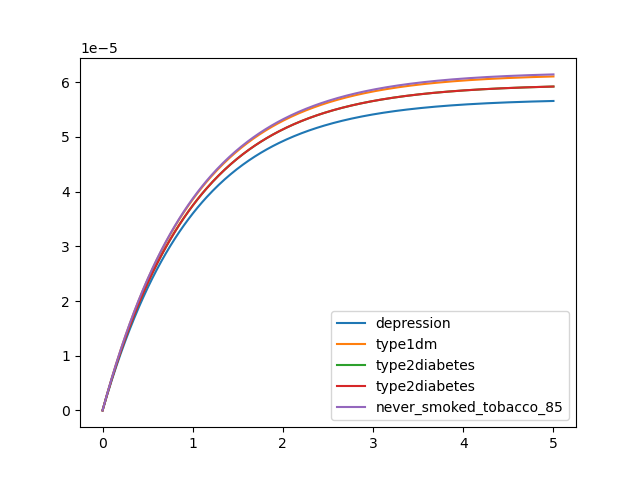 1e−5
6
5
4
3
2
1
0
0 1 2 3 4 5
depression
type1dm
type2diabetes
type2diabetes
never_smoked_tobacco_85